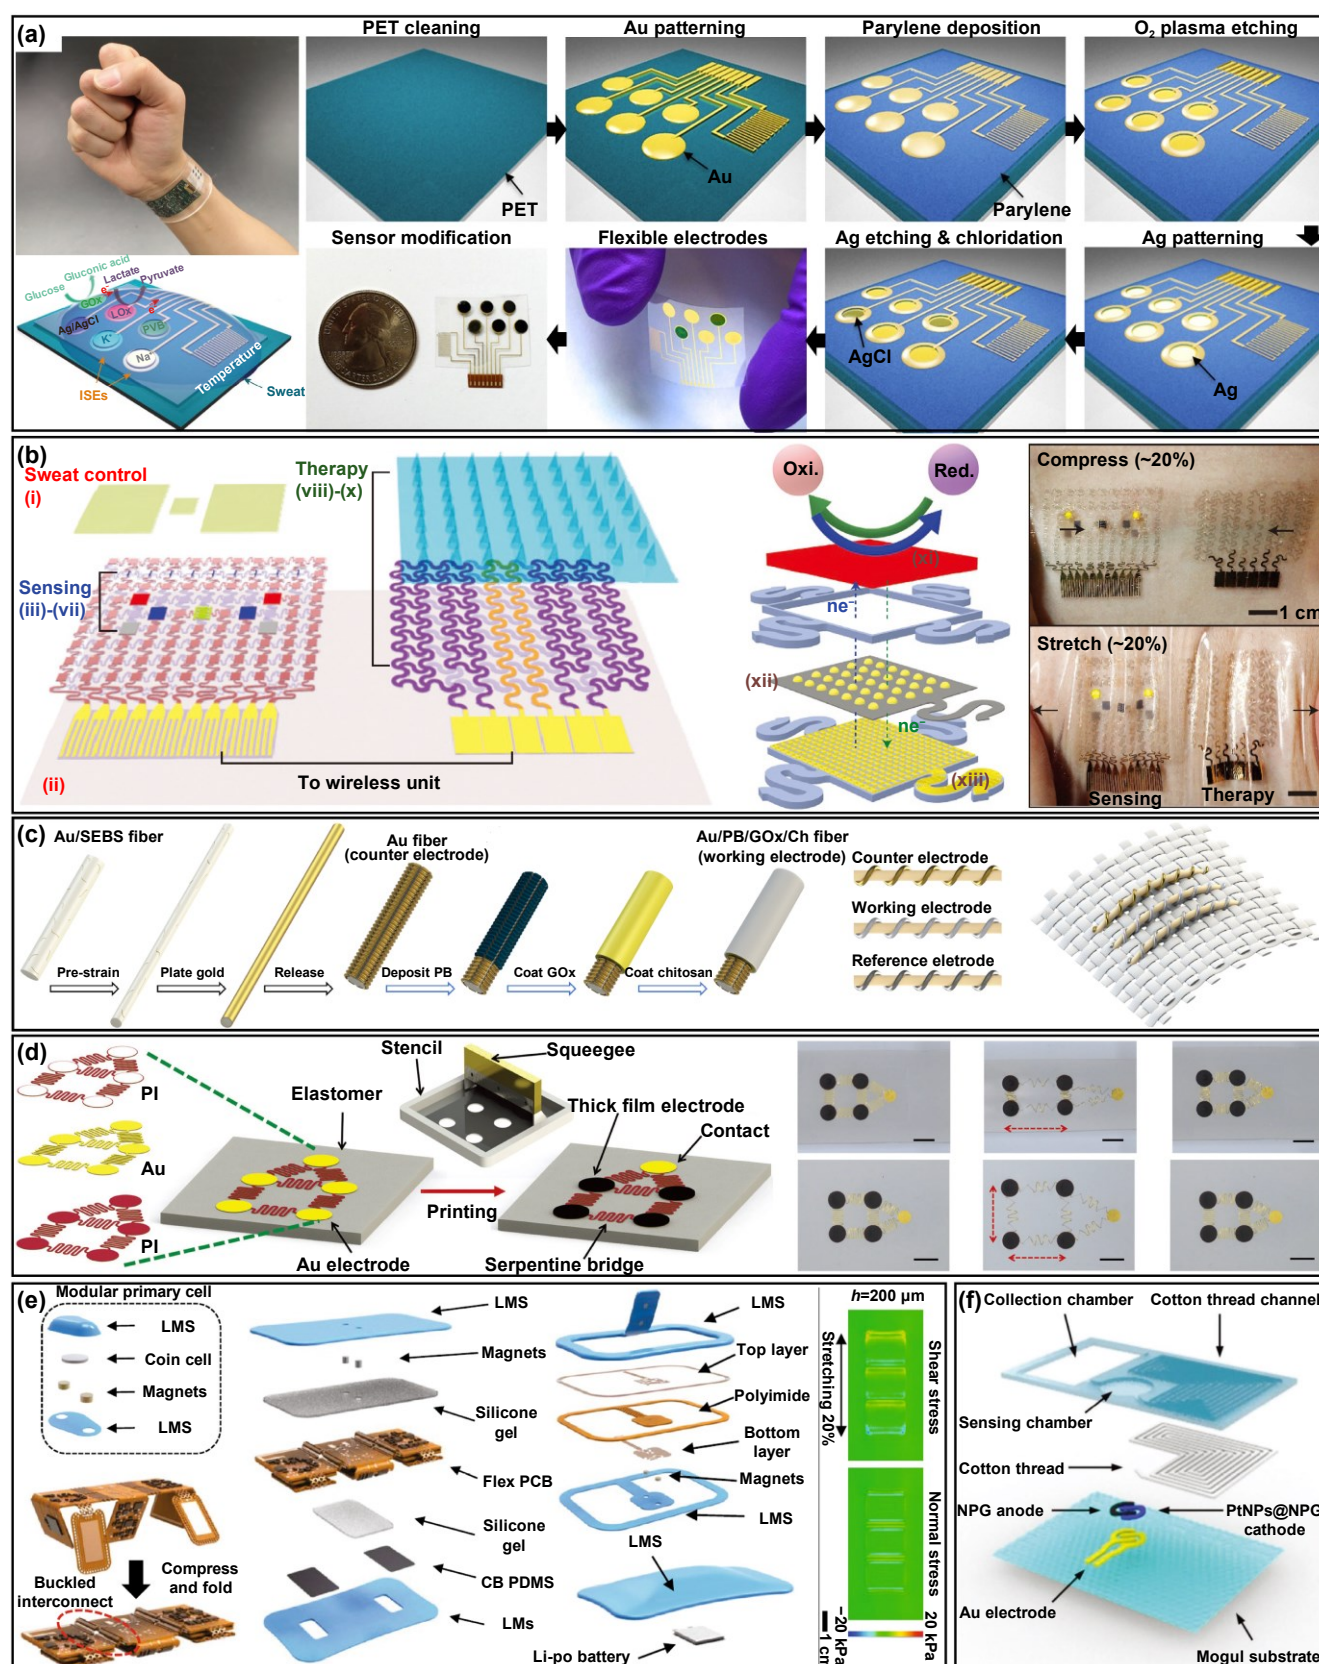 (a)
PET cleaning
Au patterning
Parylene deposition
O₂ plasma etching
PET
Au
Parylene
Sensor modification
Flexible electrodes
Ag etching & chloridation
Ag patterning
Gluconic acid
Glucose
Lactate
Pyruvate
GOx
e⁻
LOx
e⁻
Ag/AgCl
PVB
K⁺
Na⁺
Temperature
ISEs
Sweat
AgCl
Ag
(b)
Sweat control
(i)
Therapy
(viii)-(x)
Sensing
(iii)-(vii)
(ii)
To wireless unit
Oxi.
Red.
(xi)
ne⁻
(xii)
ne⁻
(xiii)
Compress (~20%)
1 cm
Stretch (~20%)
Sensing
Therapy
(c)
Au/SEBS fiber
Au fiber
(counter electrode)
Au/PB/GOx/Ch fiber
(working electrode)
Pre-strain
Plate gold
Release
Deposit PB
Coat GOx
Coat chitosan
Counter electrode
Working electrode
Reference eletrode
(d)
PI
Au
PI
Elastomer
Au electrode
Stencil
Squeegee
Printing
Thick film electrode
Contact
Serpentine bridge
(e)
Modular primary cell
LMS
Coin cell
Magnets
LMS
Buckled
interconnect
Compress
and fold
LMS
Magnets
Silicone
gel
Flex PCB
Silicone
gel
CB PDMS
LMs
LMS
Top layer
Polyimide
Bottom
layer
Magnets
LMS
LMS
Li-po battery
h=200 μm
Stretching 20%
Shear stress
Normal stress
1 cm
−20 kPa
20 kPa
(f)
Collection chamber
Cotton thread channel
Sensing chamber
Cotton thread
NPG anode
PtNPs@NPG
cathode
Au electrode
Mogul substrate